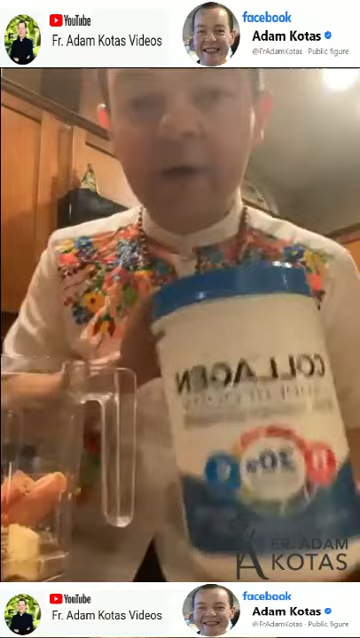 YouTube
Fr. Adam Kotas Videos
facebook
Adam Kotas
@FrAdamKotas · Public figure
COLLAGEN
30g
FR. ADAM
KOTAS
YouTube
Fr. Adam Kotas Videos
facebook
Adam Kotas
@FrAdamKotas · Public figure